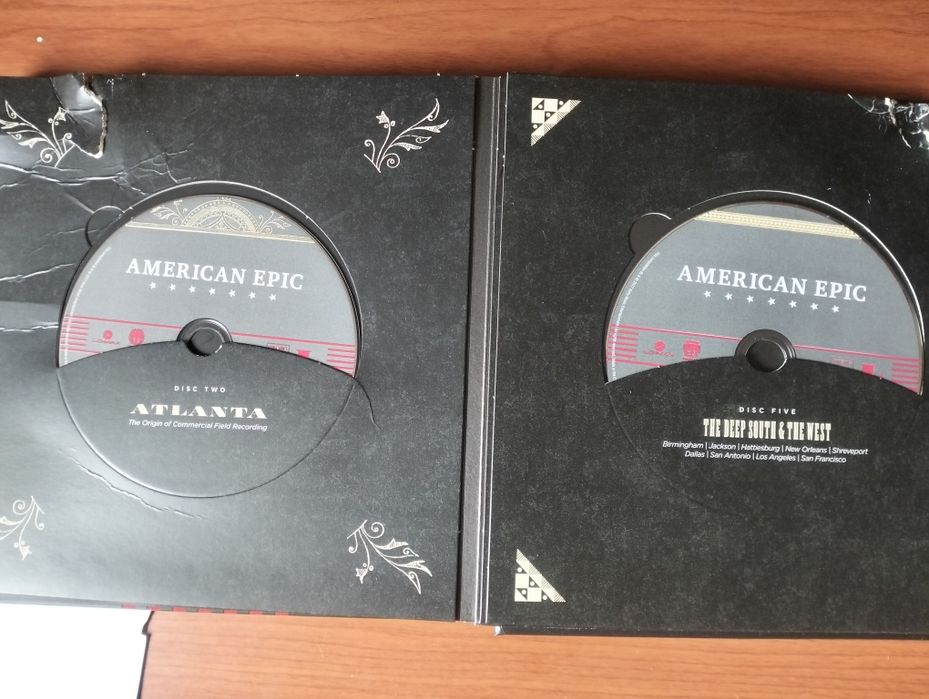 AMERICAN EPIC
DISC TWO
ATLANTA
The Origin of Commercial Field Recording
AMERICAN EPIC
DISC FIVE
THE DEEP SOUTH & THE WEST
Birmingham | Jackson | Hattiesburg | New Orleans | Shreveport
Dallas | San Antonio | Los Angeles | San Francisco